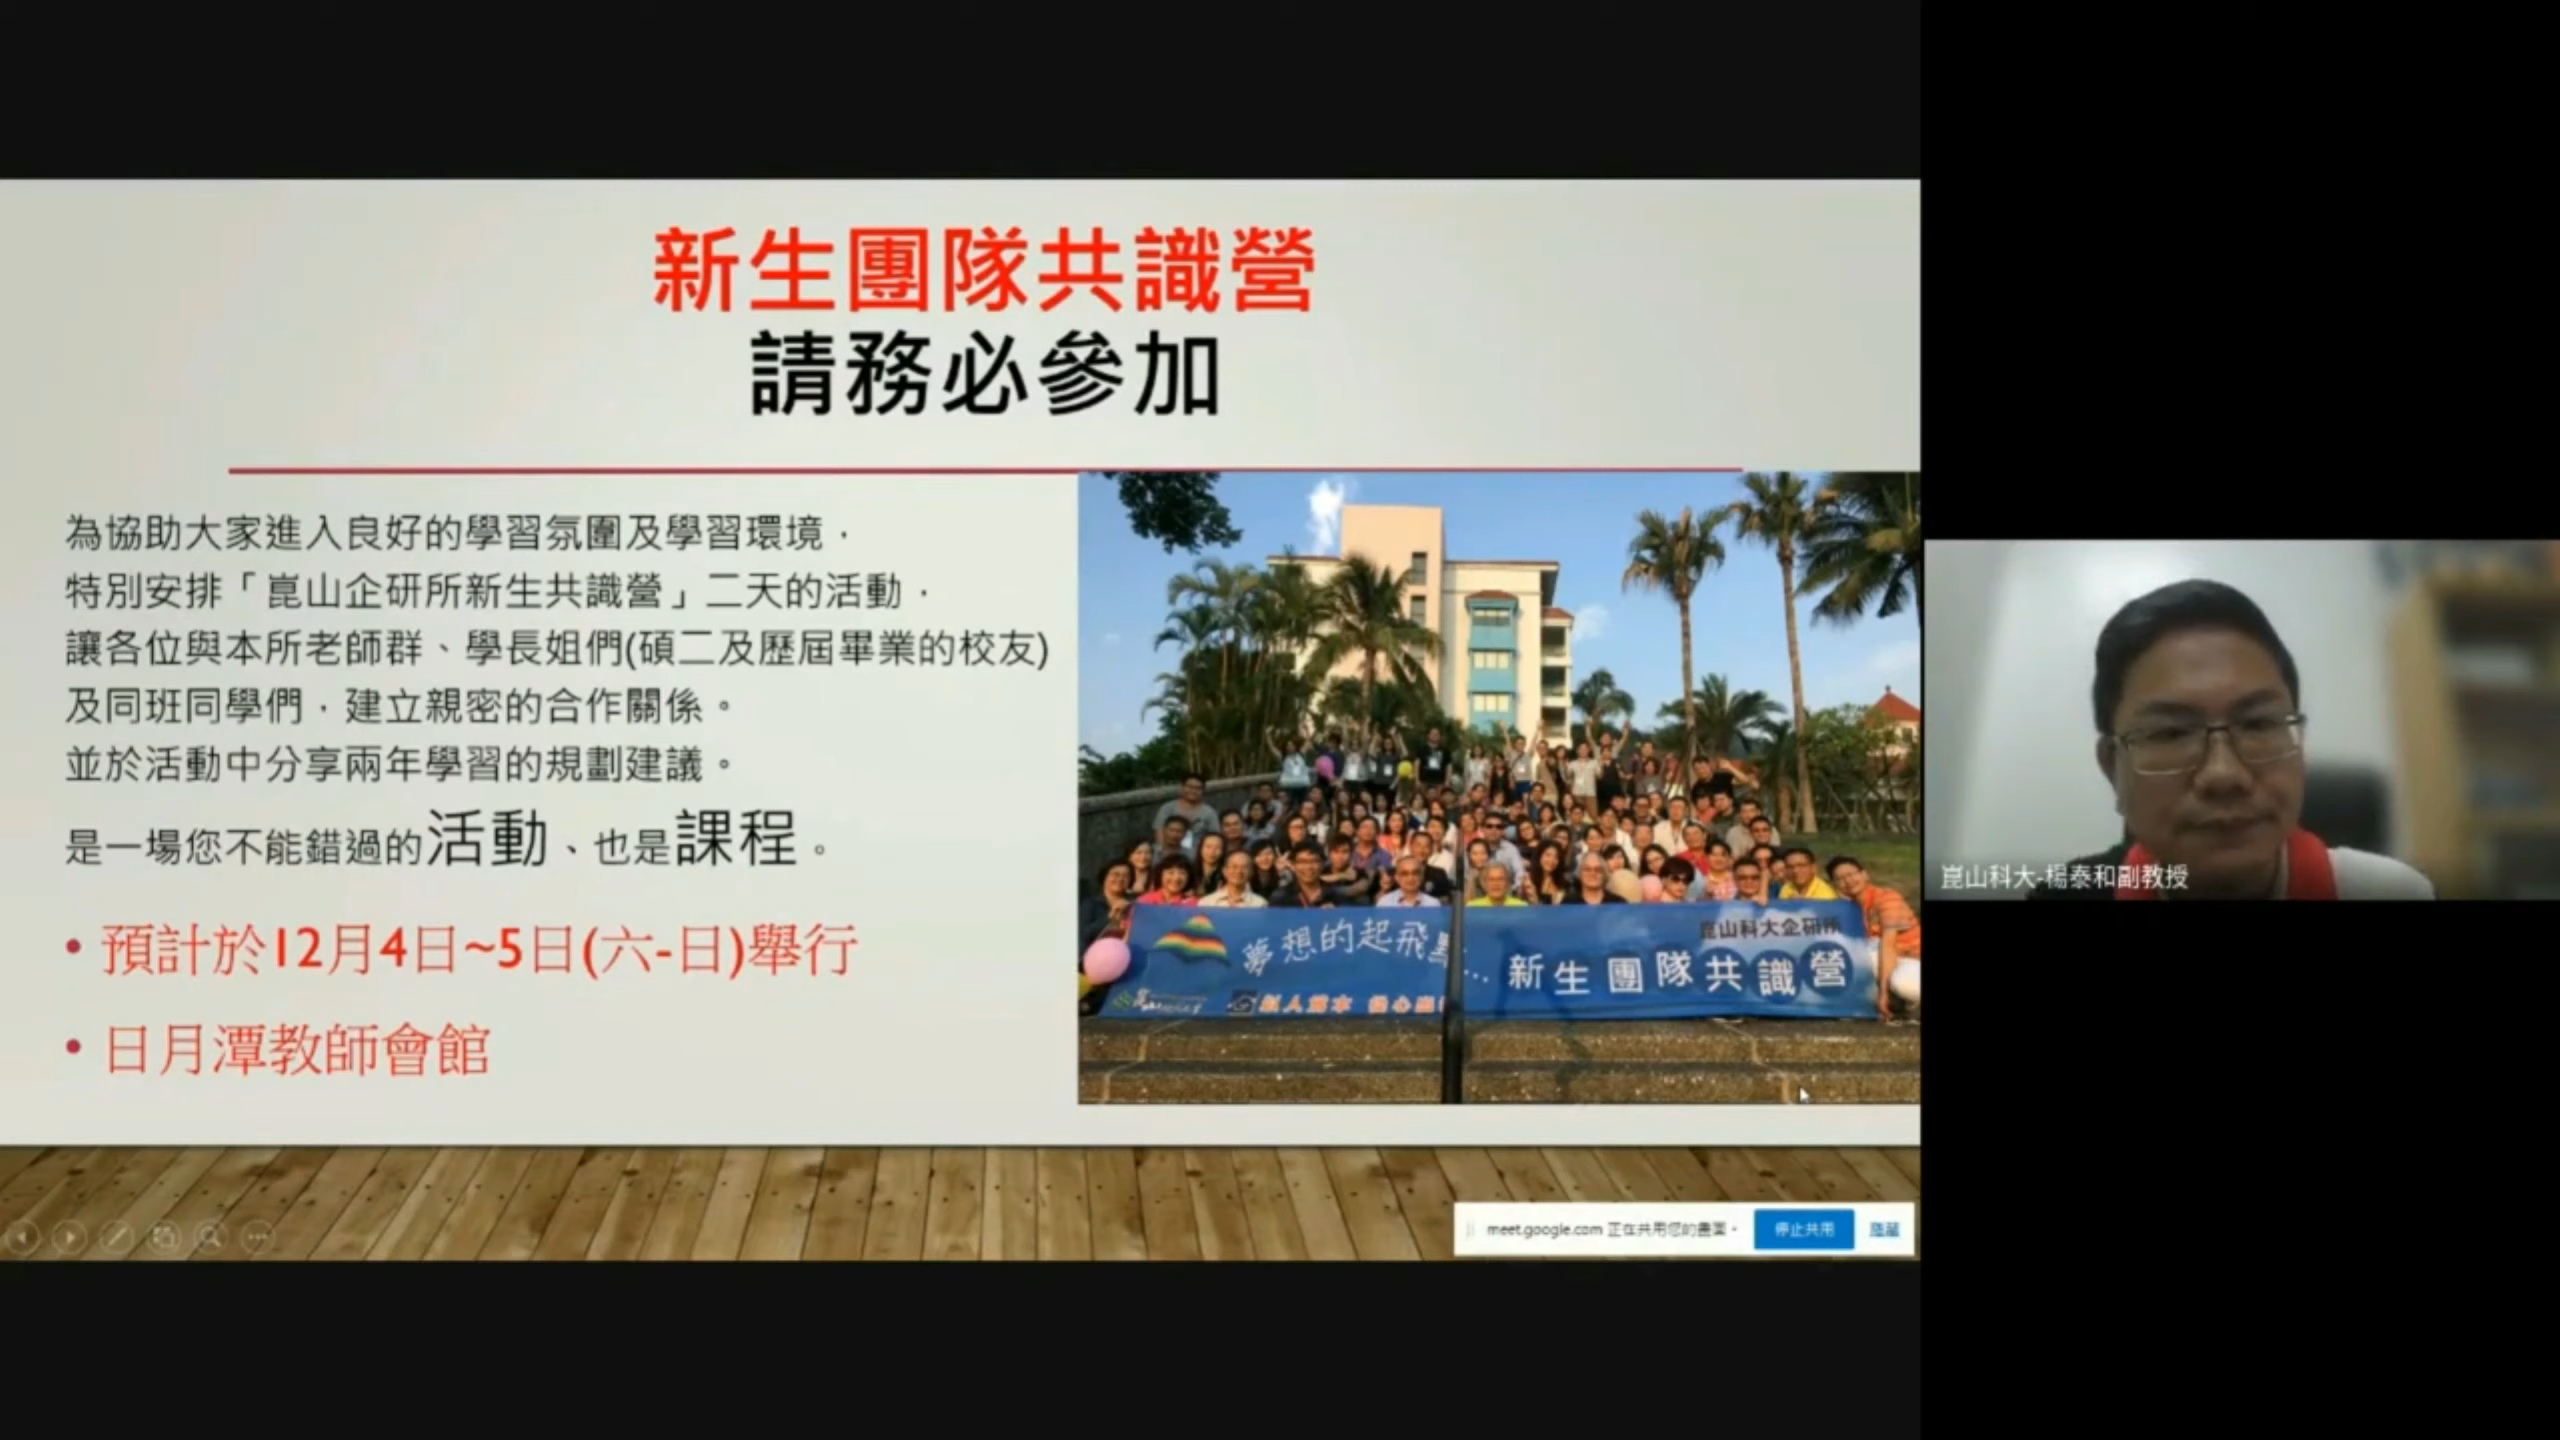 新生團隊共識營
請務必參加
為協助大家進入良好的學習氛圍及學習環境，
特別安排「崑山企研所新生共識營」二天的活動，
讓各位與本所老師群、學長姐們(碩二及歷屆畢業的校友)
及同班同學們，建立親密的合作關係。
並於活動中分享兩年學習的規劃建議。
是一場您不能錯過的活動、也是課程。
• 預計於12月4日~5日(六-日)舉行
• 日月潭教師會館
崑山科大企研所
夢想的起飛點... 新生團隊共識營
崑山科大-楊泰和副教授
meet.google.com 正在共用您的畫面。 停止共用 隱藏